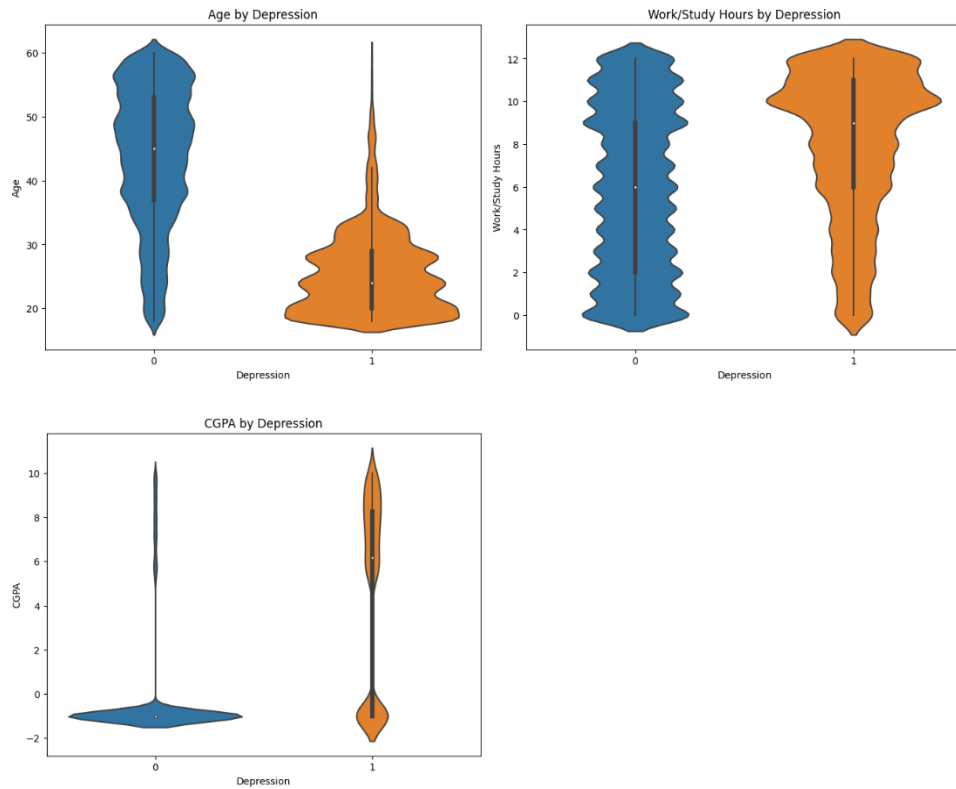 Age by Depression
60
50
40
30
20
Age
0
1
Depression
Work/Study Hours by Depression
12
10
8
6
4
2
0
Work/Study Hours
0
1
Depression
CGPA by Depression
10
8
6
4
2
0
−2
CGPA
0
1
Depression